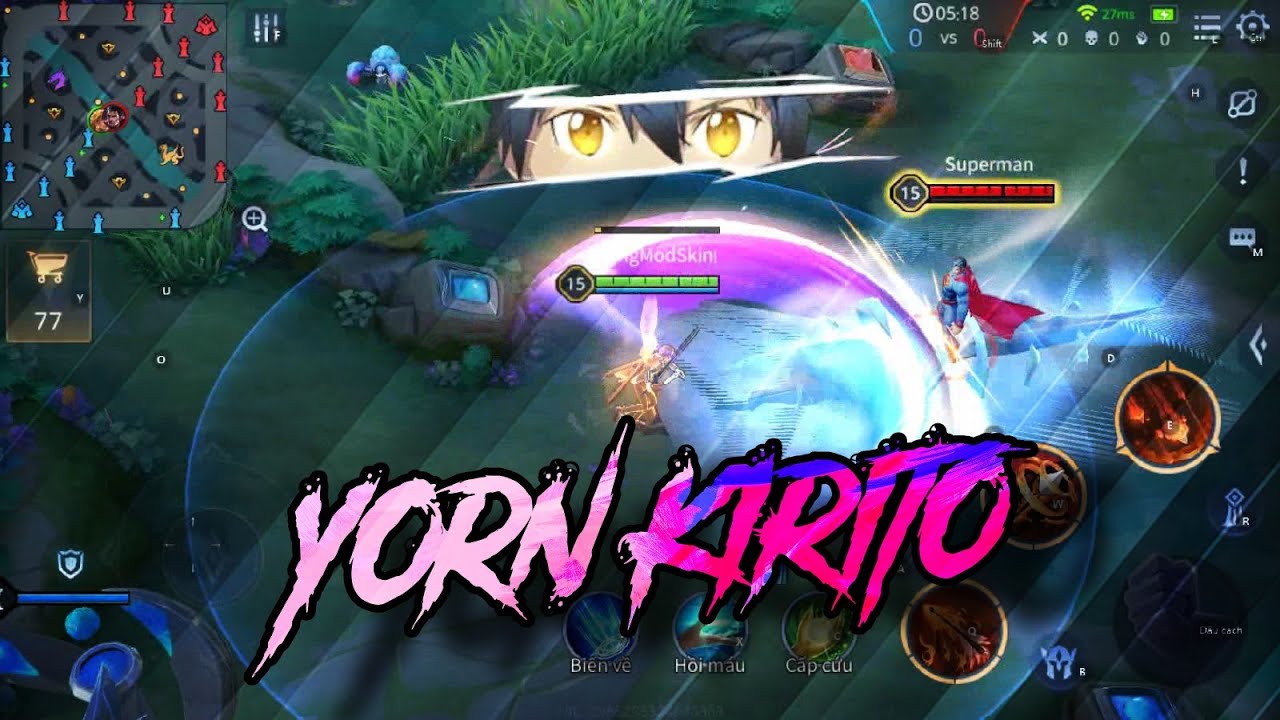 F
05:18
27ms
0 VS 0
Shift
0 0 0
L
Ctrl
H
Superman
15
gModSkin
15
M
Y
77
U
O
D
E
W
R
YORN KIRITO
Dấu cách
Q
X
C
A
Biến về
Hồi máu
Cấp cứu
B